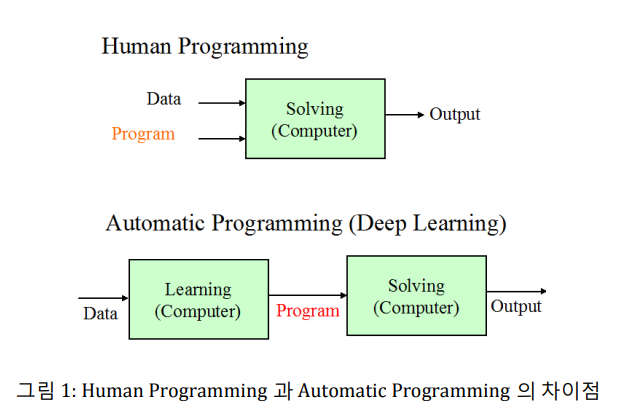 Human Programming
Data
Program
Solving
(Computer)
Output
Automatic Programming (Deep Learning)
Data
Learning
(Computer)
Program
Solving
(Computer)
Output
그림 1: Human Programming 과 Automatic Programming 의 차이점